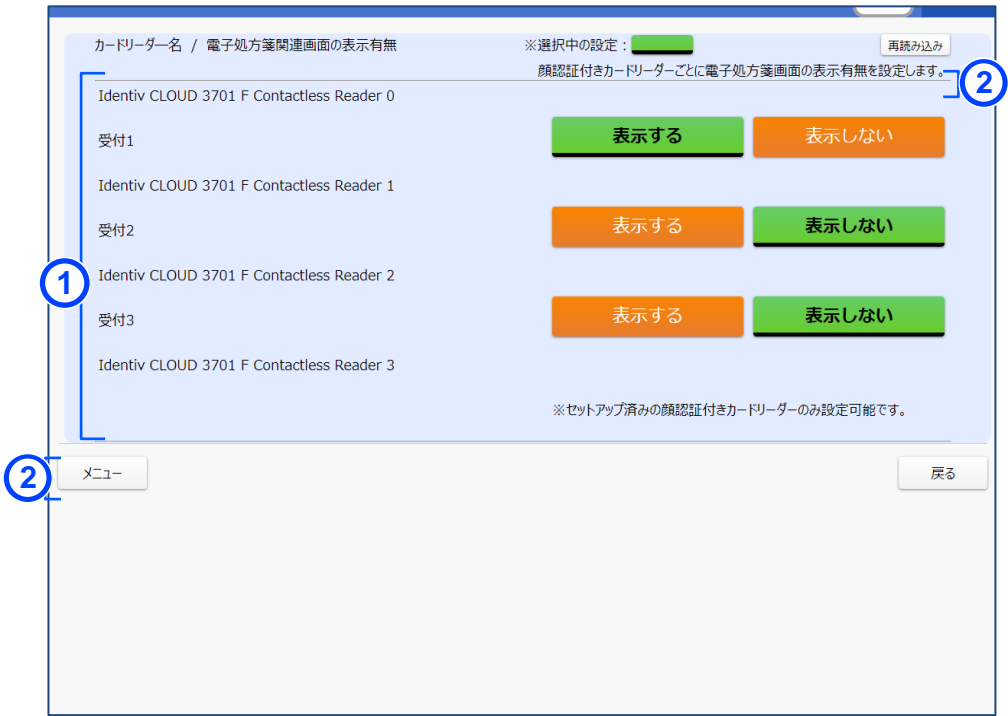 カードリーダー名 / 電子処方箋関連画面の表示有無
※選択中の設定：
再読み込み
顔認証付きカードリーダーごとに電子処方箋画面の表示有無を設定します。
2
Identiv CLOUD 3701 F Contactless Reader 0
受付1
表示する
表示しない
Identiv CLOUD 3701 F Contactless Reader 1
受付2
表示する
表示しない
1
Identiv CLOUD 3701 F Contactless Reader 2
受付3
表示する
表示しない
Identiv CLOUD 3701 F Contactless Reader 3
※セットアップ済みの顔認証付きカードリーダーのみ設定可能です。
2
メニュー
戻る